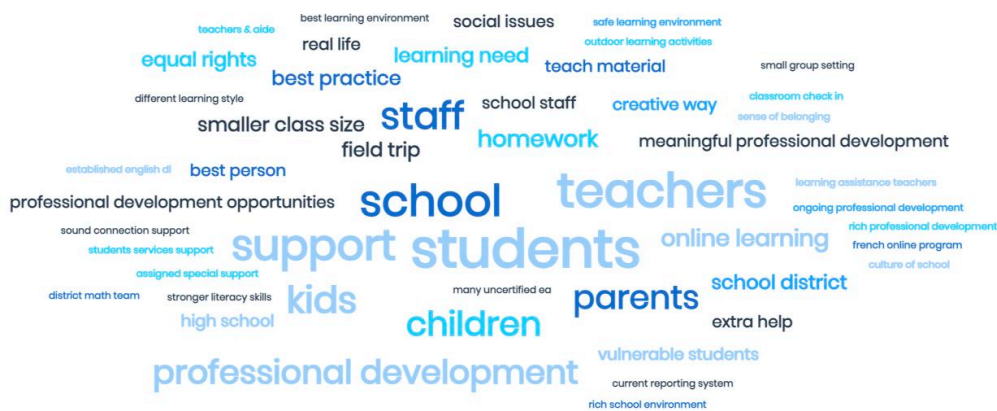 best learning environment
social issues
safe learning environment
teachers & aide
real life
learning need
outdoor learning activities
equal rights
best practice
teach material
small group setting
different learning style
staff
school staff
creative way
classroom check in
smaller class size
homework
sense of belonging
field trip
meaningful professional development
established english dl
best person
school
teachers
learning assistance teachers
professional development opportunities
ongoing professional development
sound connection support
support
students
online learning
rich professional development
students services support
french online program
assigned special support
culture of school
district math team
stronger literacy skills
kids
many uncertified ea
parents
school district
high school
children
extra help
professional development
vulnerable students
current reporting system
rich school environment